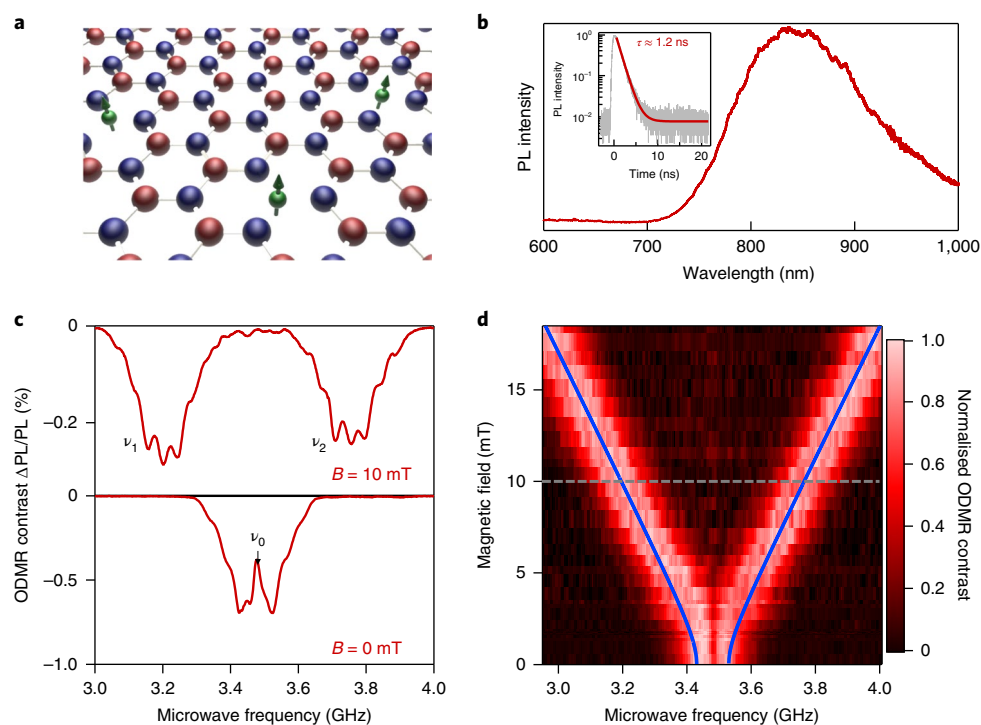 a
b
10⁰
10⁻¹
10⁻²
τ ≈ 1.2 ns
PL intensity
0
10
20
Time (ns)
PL intensity
600
700
800
900
1,000
Wavelength (nm)
c
0
−0.2
ν₁
ν₂
B = 10 mT
0
−0.5
−1.0
ν₀
B = 0 mT
ODMR contrast ΔPL/PL (%)
3.0
3.2
3.4
3.6
3.8
4.0
Microwave frequency (GHz)
d
15
10
5
0
Magnetic field (mT)
3.0
3.2
3.4
3.6
3.8
4.0
Microwave frequency (GHz)
1.0
0.8
0.6
0.4
0.2
0
Normalised ODMR contrast